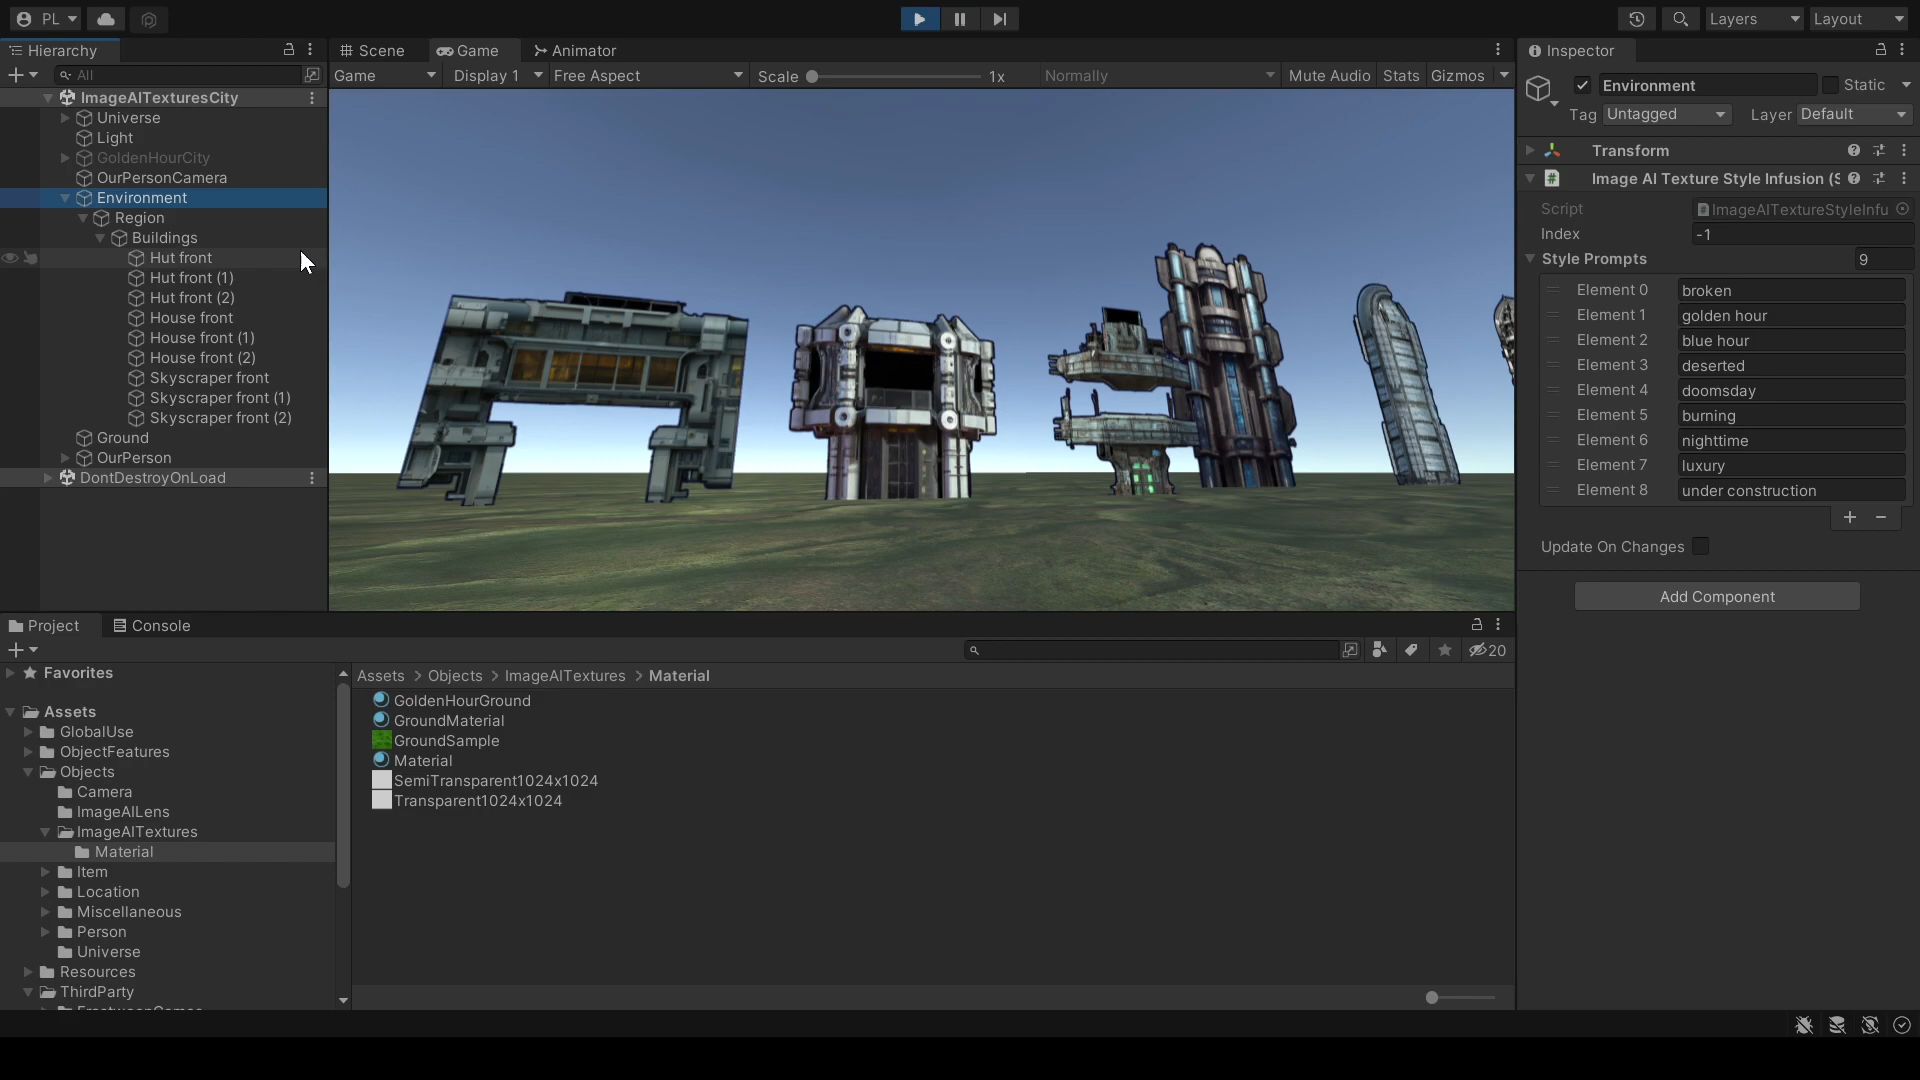 PL
Layers
Layout
Hierarchy
All
ImageAITexturesCity
Universe
Light
GoldenHourCity
OurPersonCamera
Environment
Region
Buildings
Hut front
Hut front (1)
Hut front (2)
House front
House front (1)
House front (2)
Skyscraper front
Skyscraper front (1)
Skyscraper front (2)
Ground
OurPerson
DontDestroyOnLoad
Scene
Game
Animator
Game
Display 1
Free Aspect
Scale
1x
Normally
Mute Audio
Stats
Gizmos
Inspector
Environment
Static
Tag
Untagged
Layer
Default
Transform
Image AI Texture Style Infusion (S
Script
ImageAITextureStyleInfu
Index
-1
Style Prompts
9
Element 0
broken
Element 1
golden hour
Element 2
blue hour
Element 3
deserted
Element 4
doomsday
Element 5
burning
Element 6
nighttime
Element 7
luxury
Element 8
under construction
Update On Changes
Add Component
Project
Console
20
Favorites
Assets
GlobalUse
ObjectFeatures
Objects
Camera
ImageAILens
ImageAITextures
Material
Item
Location
Miscellaneous
Person
Universe
Resources
ThirdParty
Assets > Objects > ImageAITextures > Material
GoldenHourGround
GroundMaterial
GroundSample
Material
SemiTransparent1024x1024
Transparent1024x1024